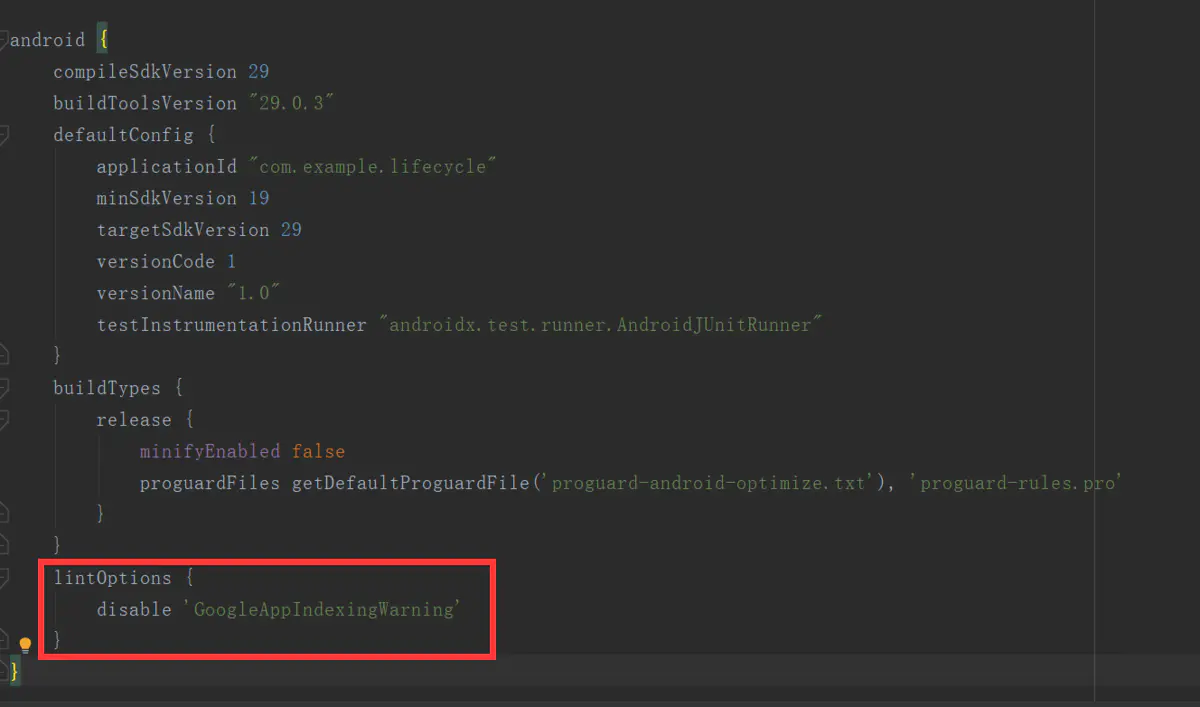 android {
    compileSdkVersion 29
    buildToolsVersion "29.0.3"
    defaultConfig {
        applicationId "com.example.lifecycle"
        minSdkVersion 19
        targetSdkVersion 29
        versionCode 1
        versionName "1.0"
        testInstrumentationRunner "androidx.test.runner.AndroidJUnitRunner"
    }
    buildTypes {
        release {
            minifyEnabled false
            proguardFiles getDefaultProguardFile('proguard-android-optimize.txt'), 'proguard-rules.pro'
        }
    }
    lintOptions {
        disable 'GoogleAppIndexingWarning'
    }
}